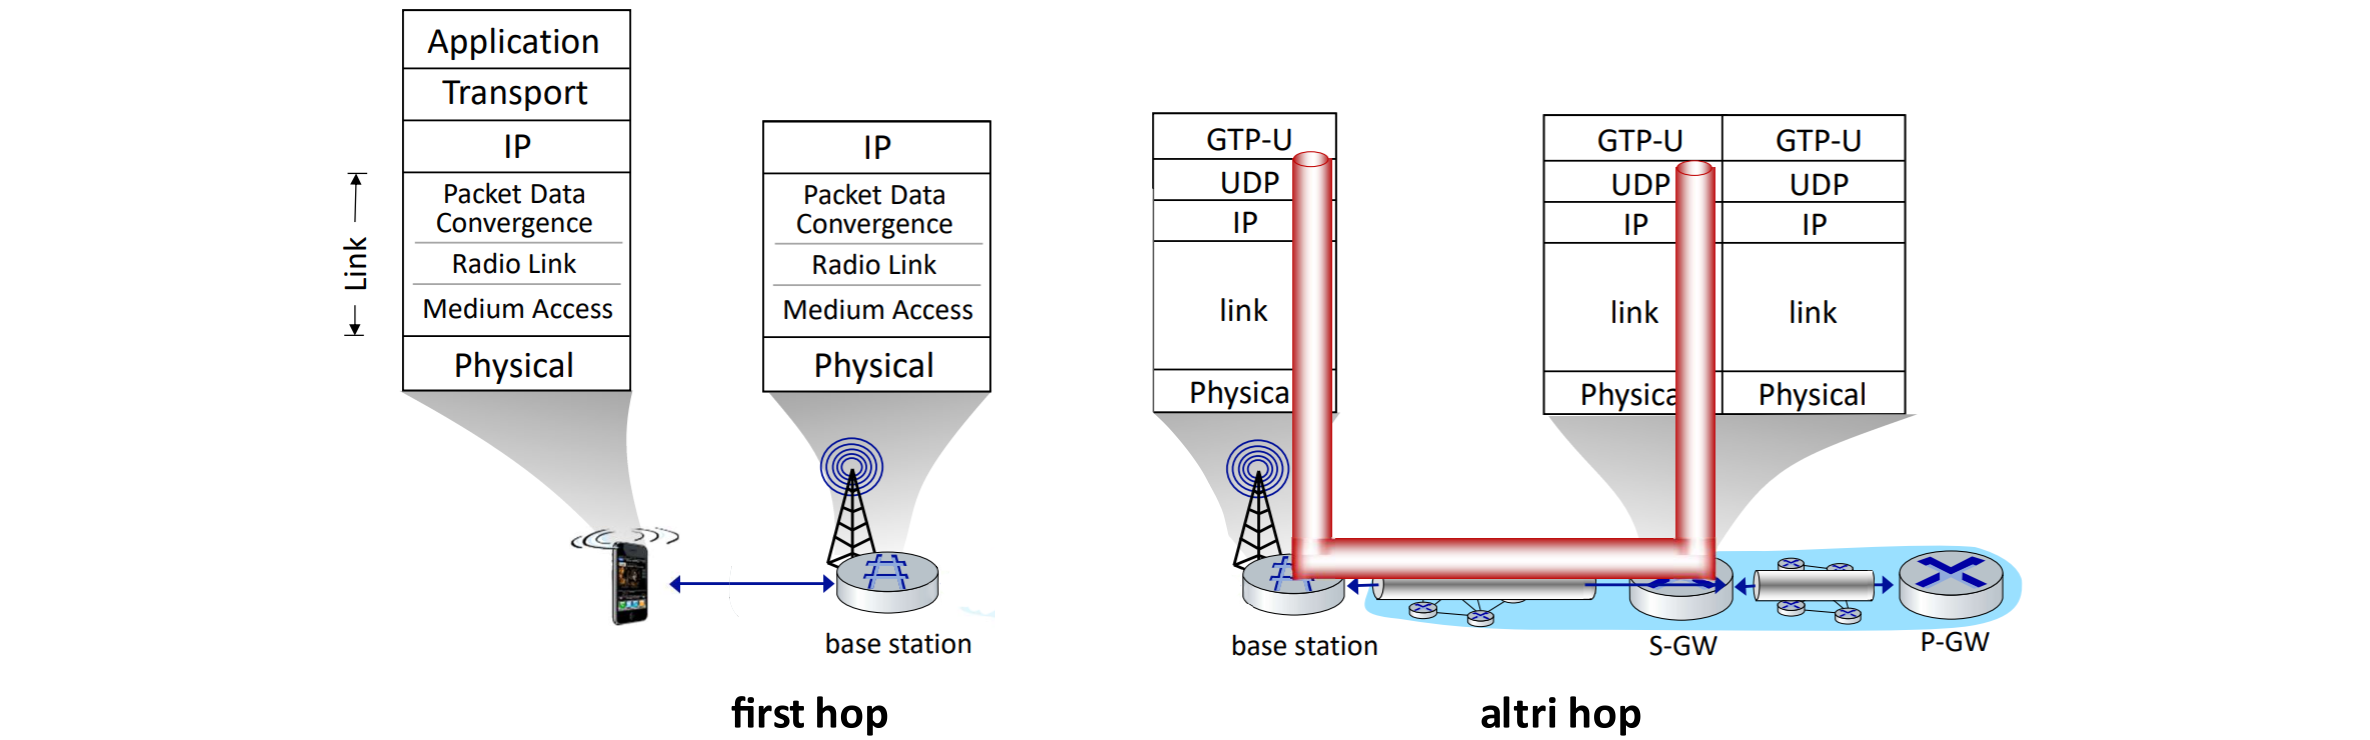 Application
Transport
IP
Packet Data
Convergence
Radio Link
Medium Access
Physical
Link
IP
Packet Data
Convergence
Radio Link
Medium Access
Physical
base station
first hop
GTP-U
UDP
IP
link
Physica
base station
GTP-U
UDP
IP
link
Physica
GTP-U
UDP
IP
link
Physical
S-GW
P-GW
altri hop